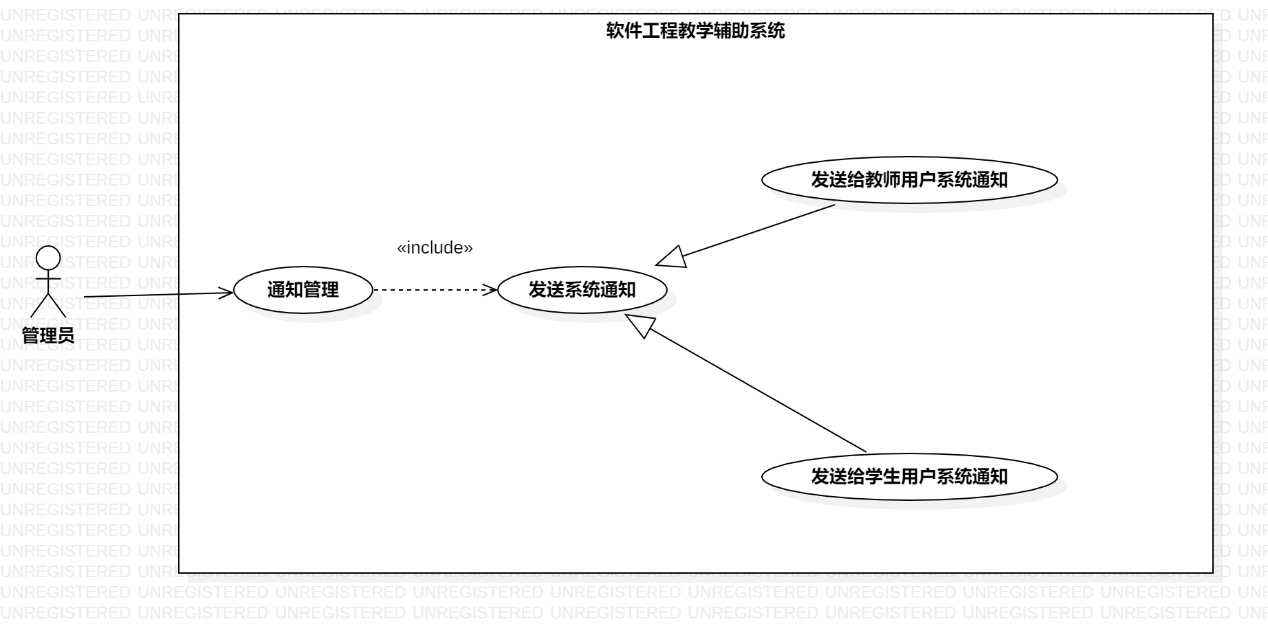 软件工程教学辅助系统
发送给教师用户系统通知
«include»
通知管理
发送系统通知
管理员
发送给学生用户系统通知
UNREGISTERED